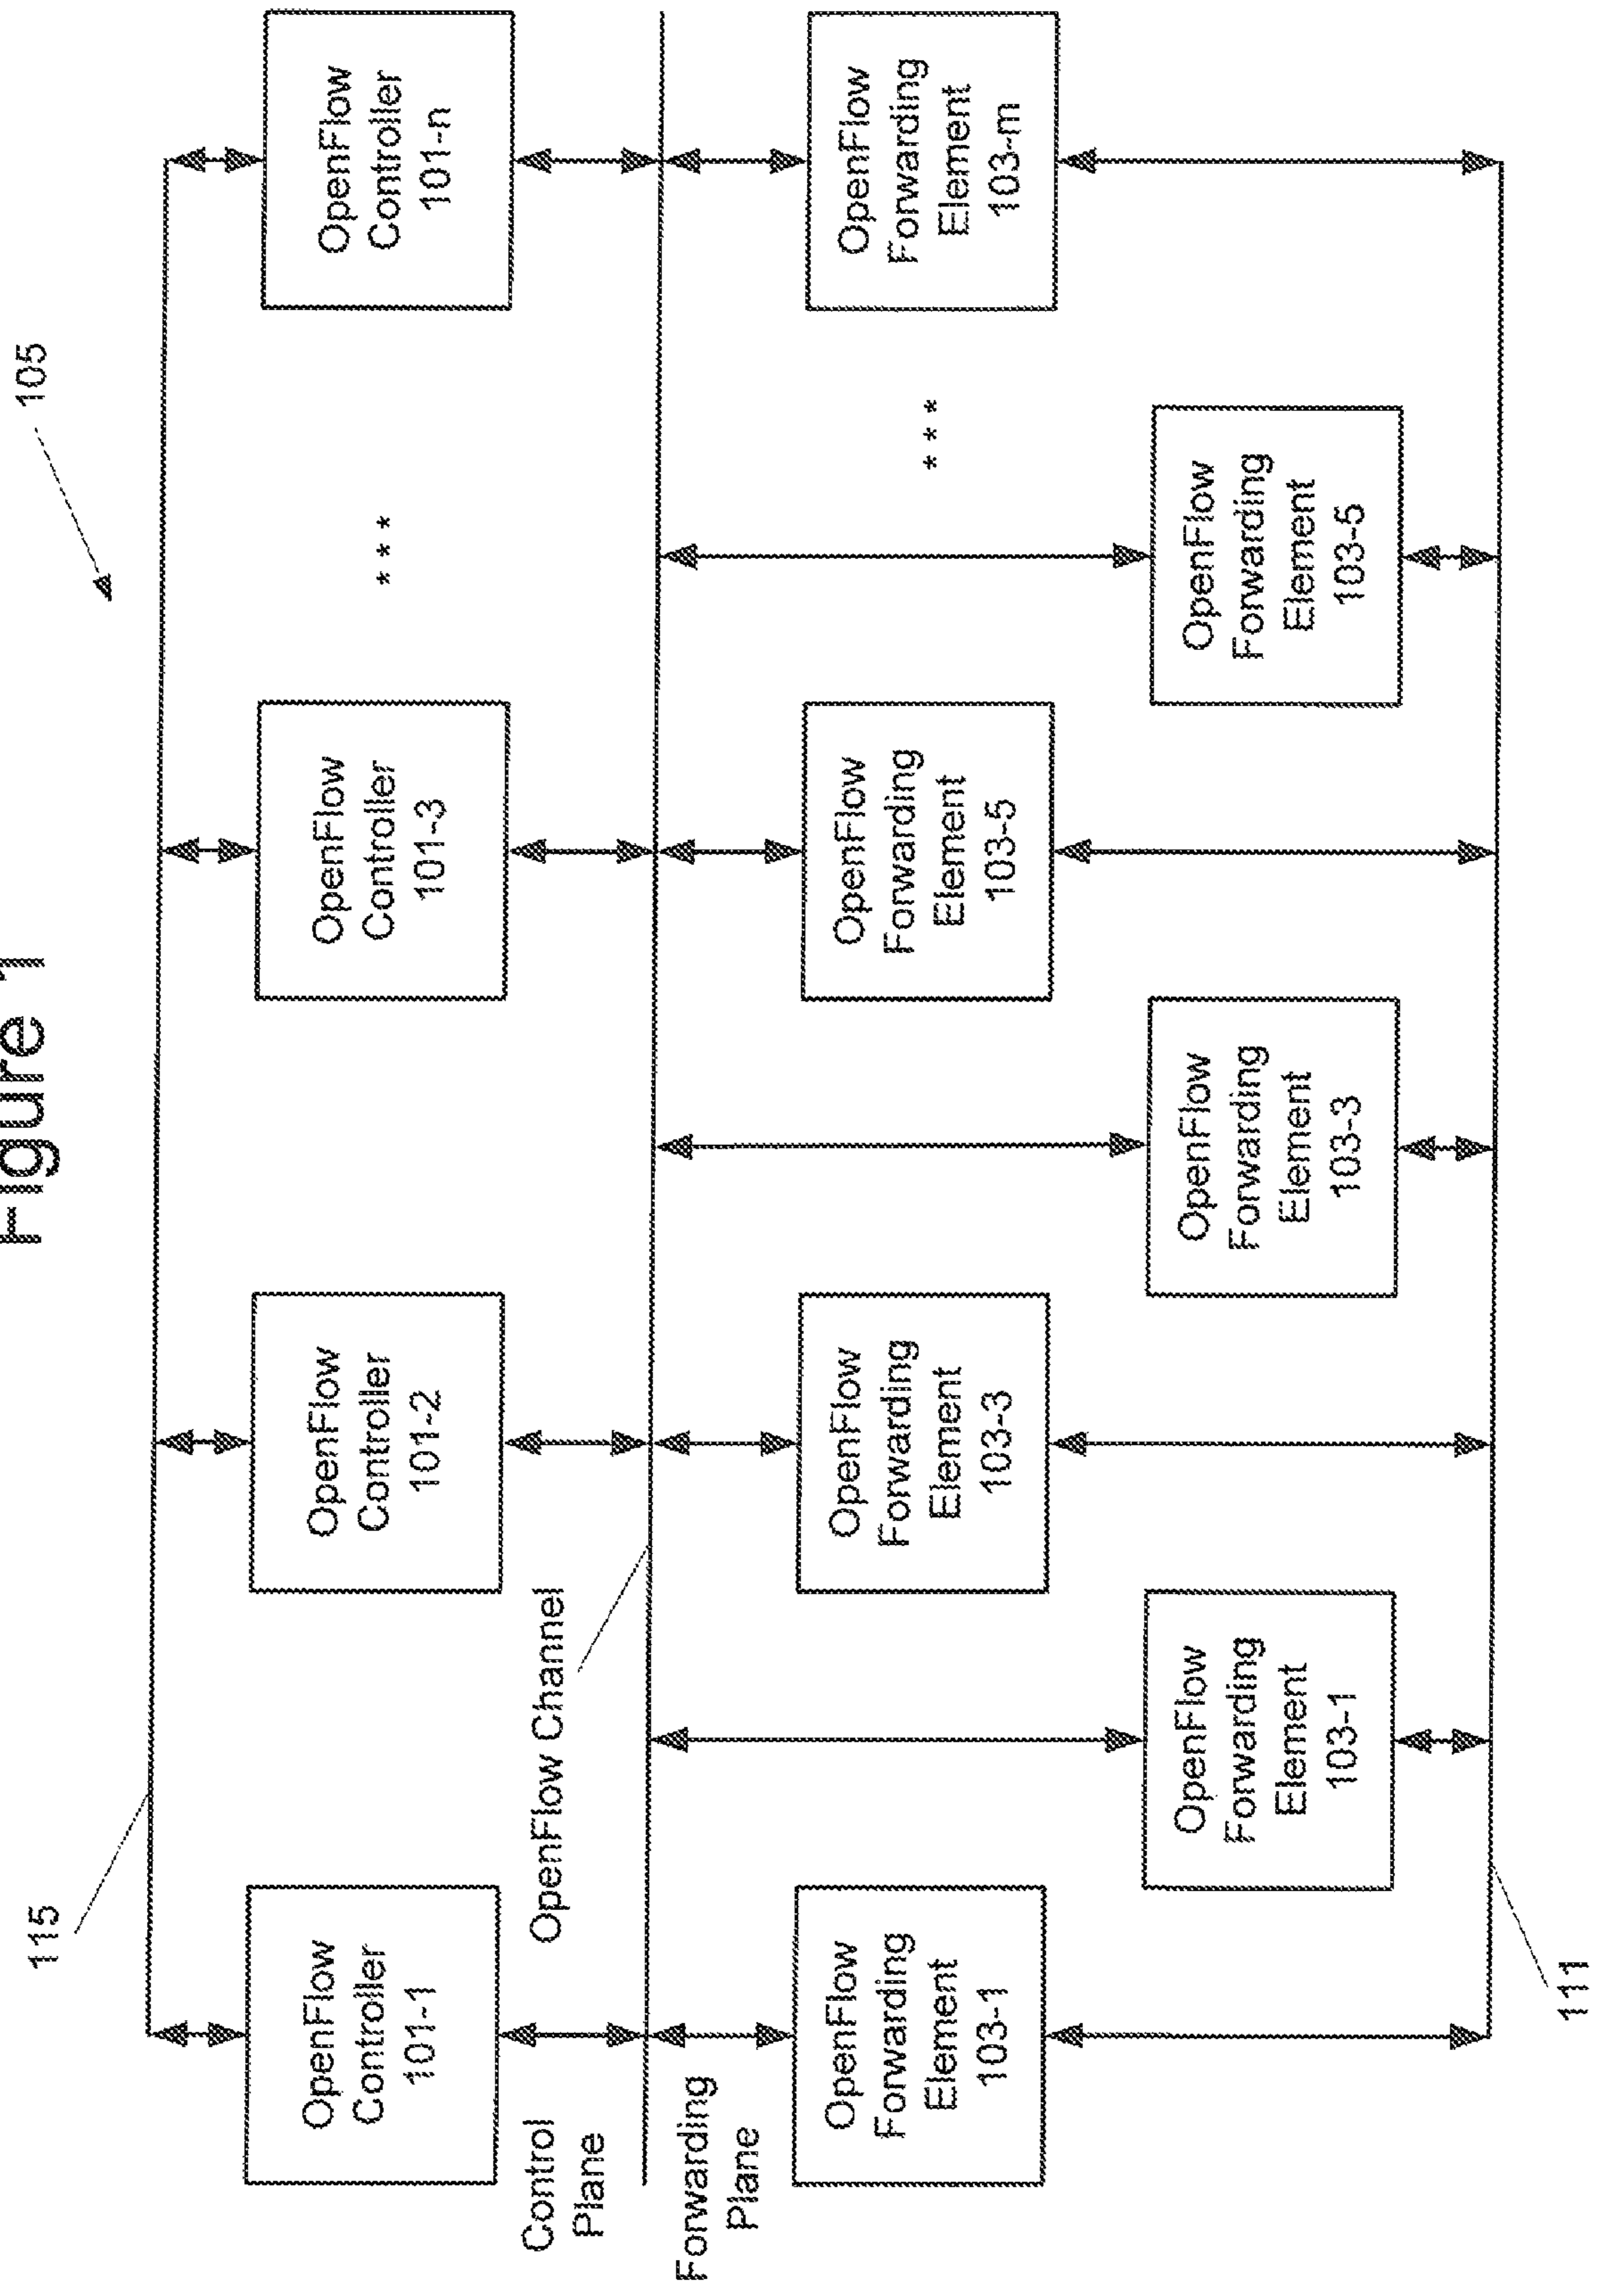 Figure 1
105
115
OpenFlow
Controller
101-1
OpenFlow
Controller
101-2
OpenFlow
Controller
101-3
* * *
OpenFlow
Controller
101-n
Control
Plane
OpenFlow Channel
Forwarding
Plane
OpenFlow
Forwarding
Element
103-1
OpenFlow
Forwarding
Element
103-3
OpenFlow
Forwarding
Element
103-5
* * *
OpenFlow
Forwarding
Element
103-m
OpenFlow
Forwarding
Element
103-1
OpenFlow
Forwarding
Element
103-3
OpenFlow
Forwarding
Element
103-5
111